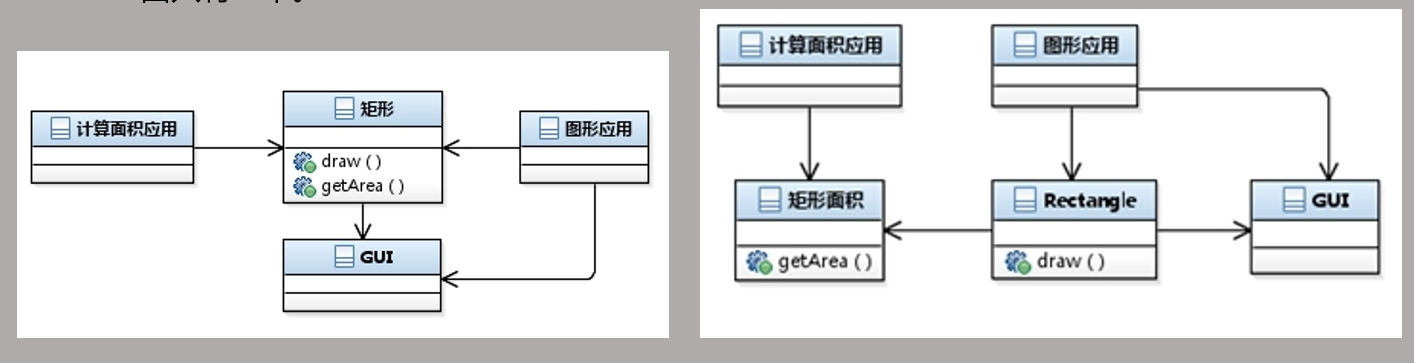 计算面积应用
矩形
draw ( )
getArea ( )
图形应用
GUI
计算面积应用
图形应用
矩形面积
getArea ( )
Rectangle
draw ( )
GUI